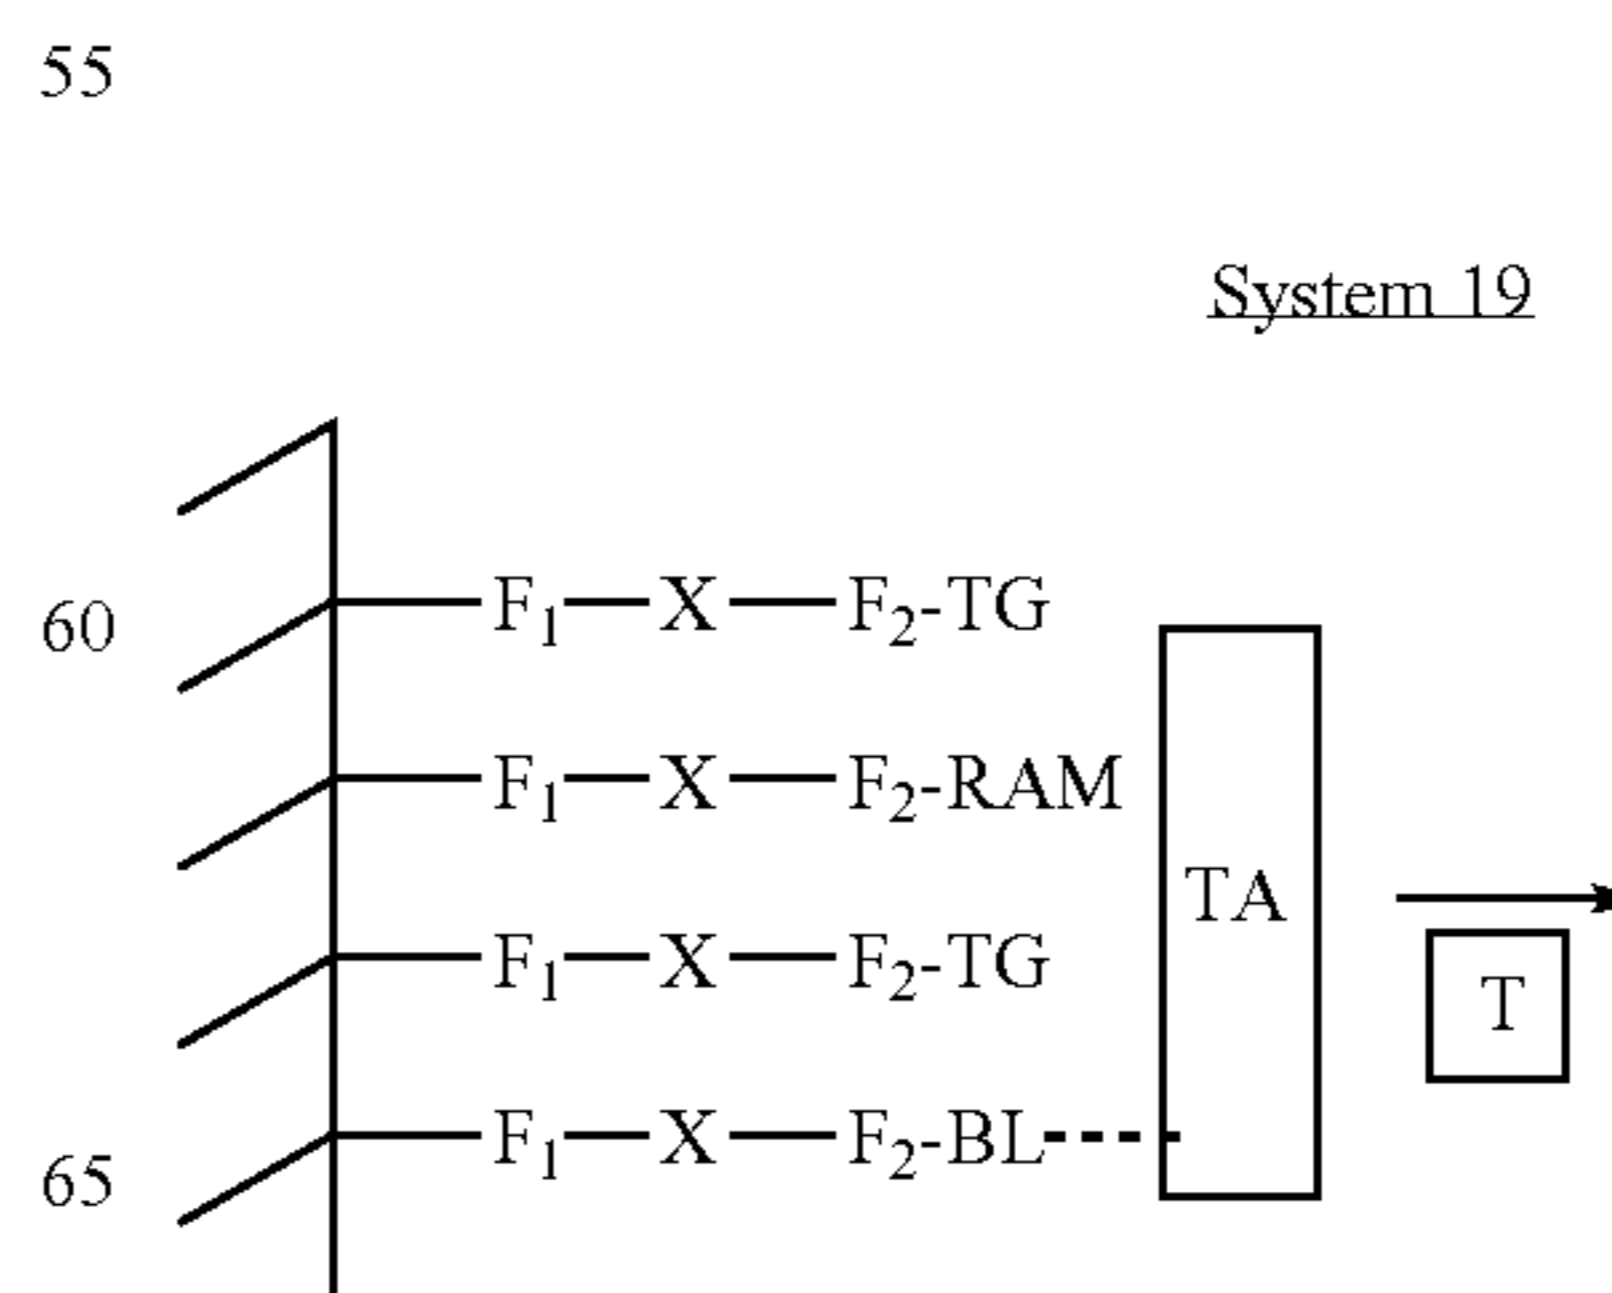 55
System 19
60
F₁—X—F₂-TG
F₁—X—F₂-RAM
TA
T
F₁—X—F₂-TG
65
F₁—X—F₂-BL